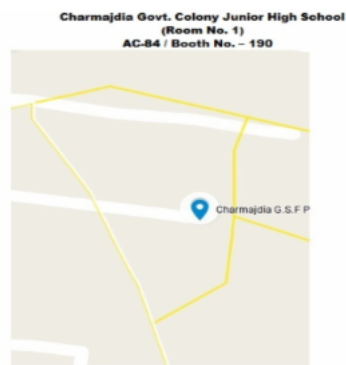 Charmajdia Govt. Colony Junior High School
(Room No. 1)
AC-84 / Booth No. – 190
Charmajdia G.S.F P